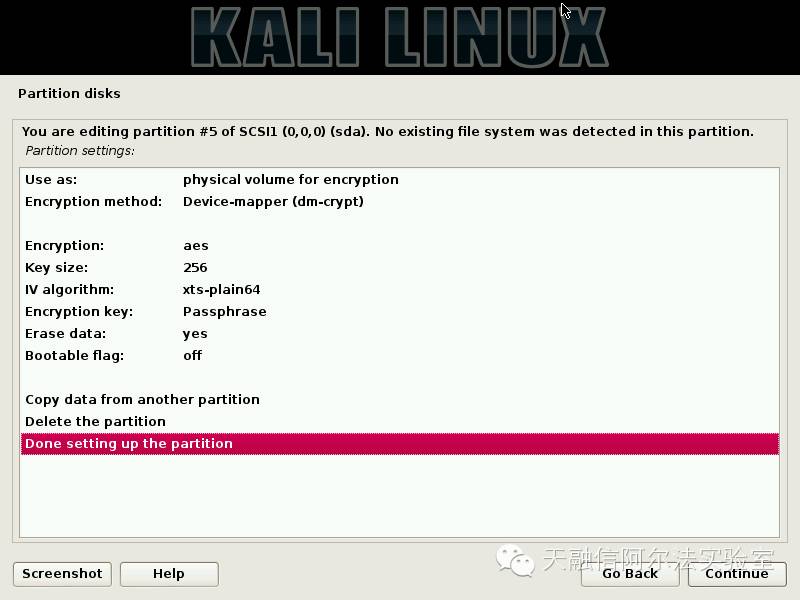 KALI LINUX
Partition disks
You are editing partition #5 of SCSI1 (0,0,0) (sda). No existing file system was detected in this partition.
Partition settings:
Use as: physical volume for encryption
Encryption method: Device-mapper (dm-crypt)
Encryption: aes
Key size: 256
IV algorithm: xts-plain64
Encryption key: Passphrase
Erase data: yes
Bootable flag: off
Copy data from another partition
Delete the partition
Done setting up the partition
天融信阿尔法实验室
Screenshot Help Go Back Continue